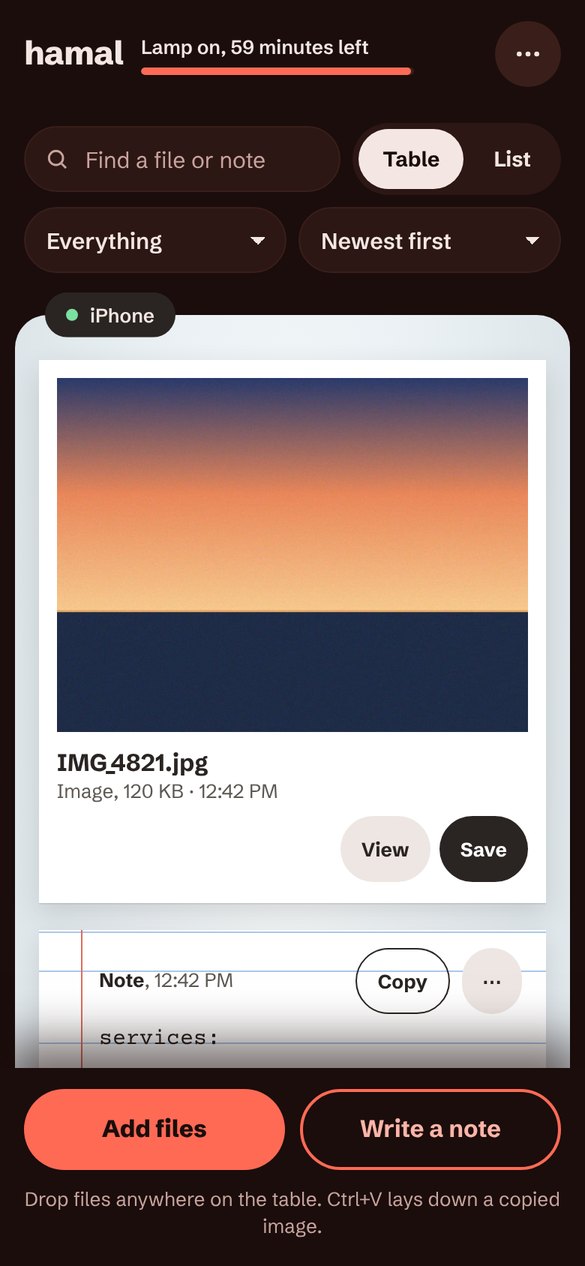 hamal
Lamp on, 59 minutes left
...
Find a file or note
Table
List
Everything
Newest first
iPhone
IMG_4821.jpg
Image, 120 KB · 12:42 PM
View
Save
Note, 12:42 PM
Copy
...
services:
Add files
Write a note
Drop files anywhere on the table. Ctrl+V lays down a copied
image.